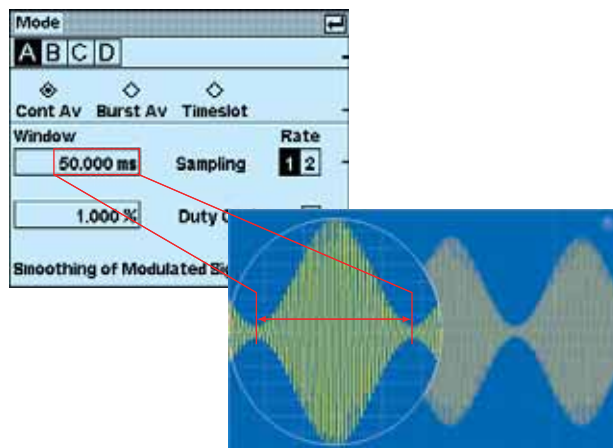 Mode
A B C D
Cont Av Burst Av Timeslot
Window Rate
50.000 ms Sampling 1 2
1.000 % Duty
Smoothing of Modulated